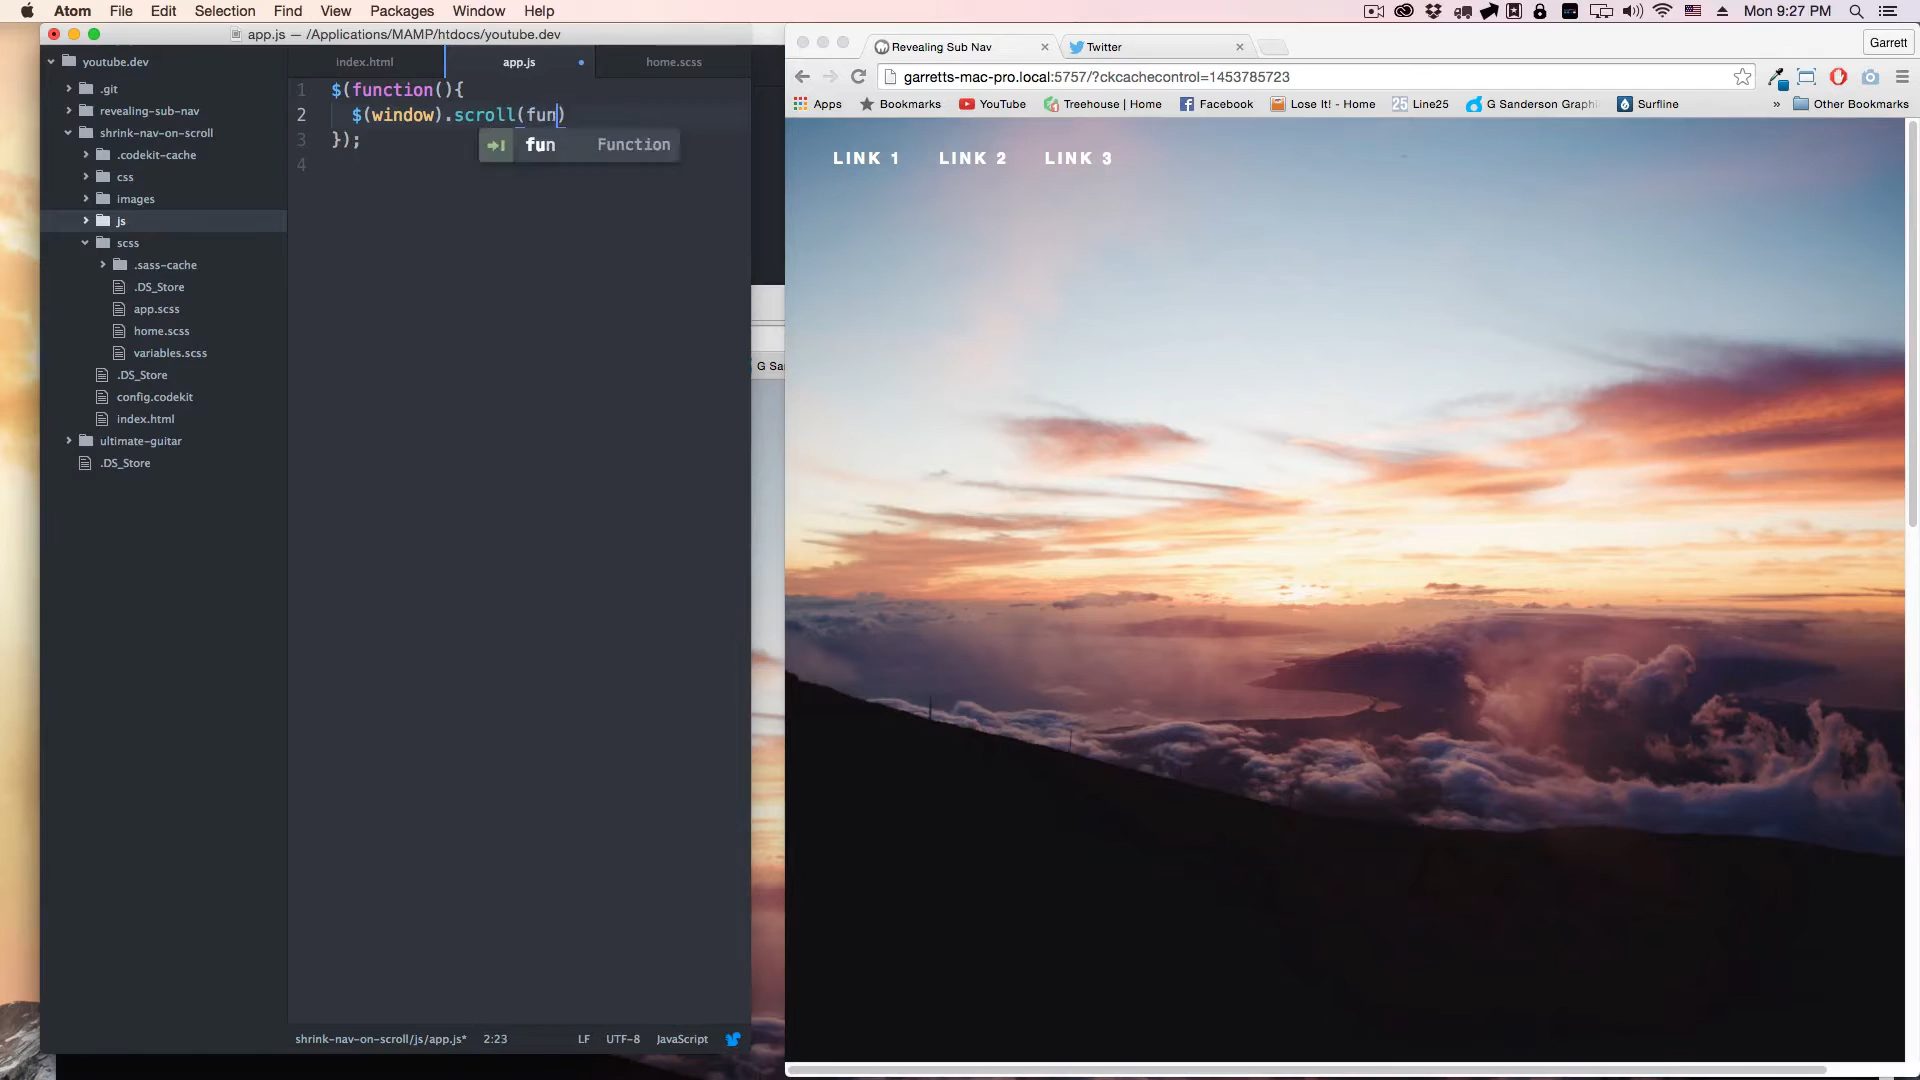 Atom File Edit Selection Find View Packages Window Help
Mon 9:27 PM
app.js — /Applications/MAMP/htdocs/youtube.dev
youtube.dev
.git
revealing-sub-nav
shrink-nav-on-scroll
.codekit-cache
css
images
js
scss
.sass-cache
.DS_Store
app.scss
home.scss
variables.scss
.DS_Store
config.codekit
index.html
ultimate-guitar
.DS_Store
index.html app.js home.scss
1 $(function(){
2 $(window).scroll(fun)
3 });
4
fun Function
shrink-nav-on-scroll/js/app.js* 2:23 LF UTF-8 JavaScript
G Sa
Revealing Sub Nav Twitter
Garrett
garretts-mac-pro.local:5757/?ckcachecontrol=1453785723
Apps Bookmarks YouTube Treehouse | Home Facebook Lose It! - Home 25 Line25 G Sanderson Graphi Surfline » Other Bookmarks
LINK 1 LINK 2 LINK 3